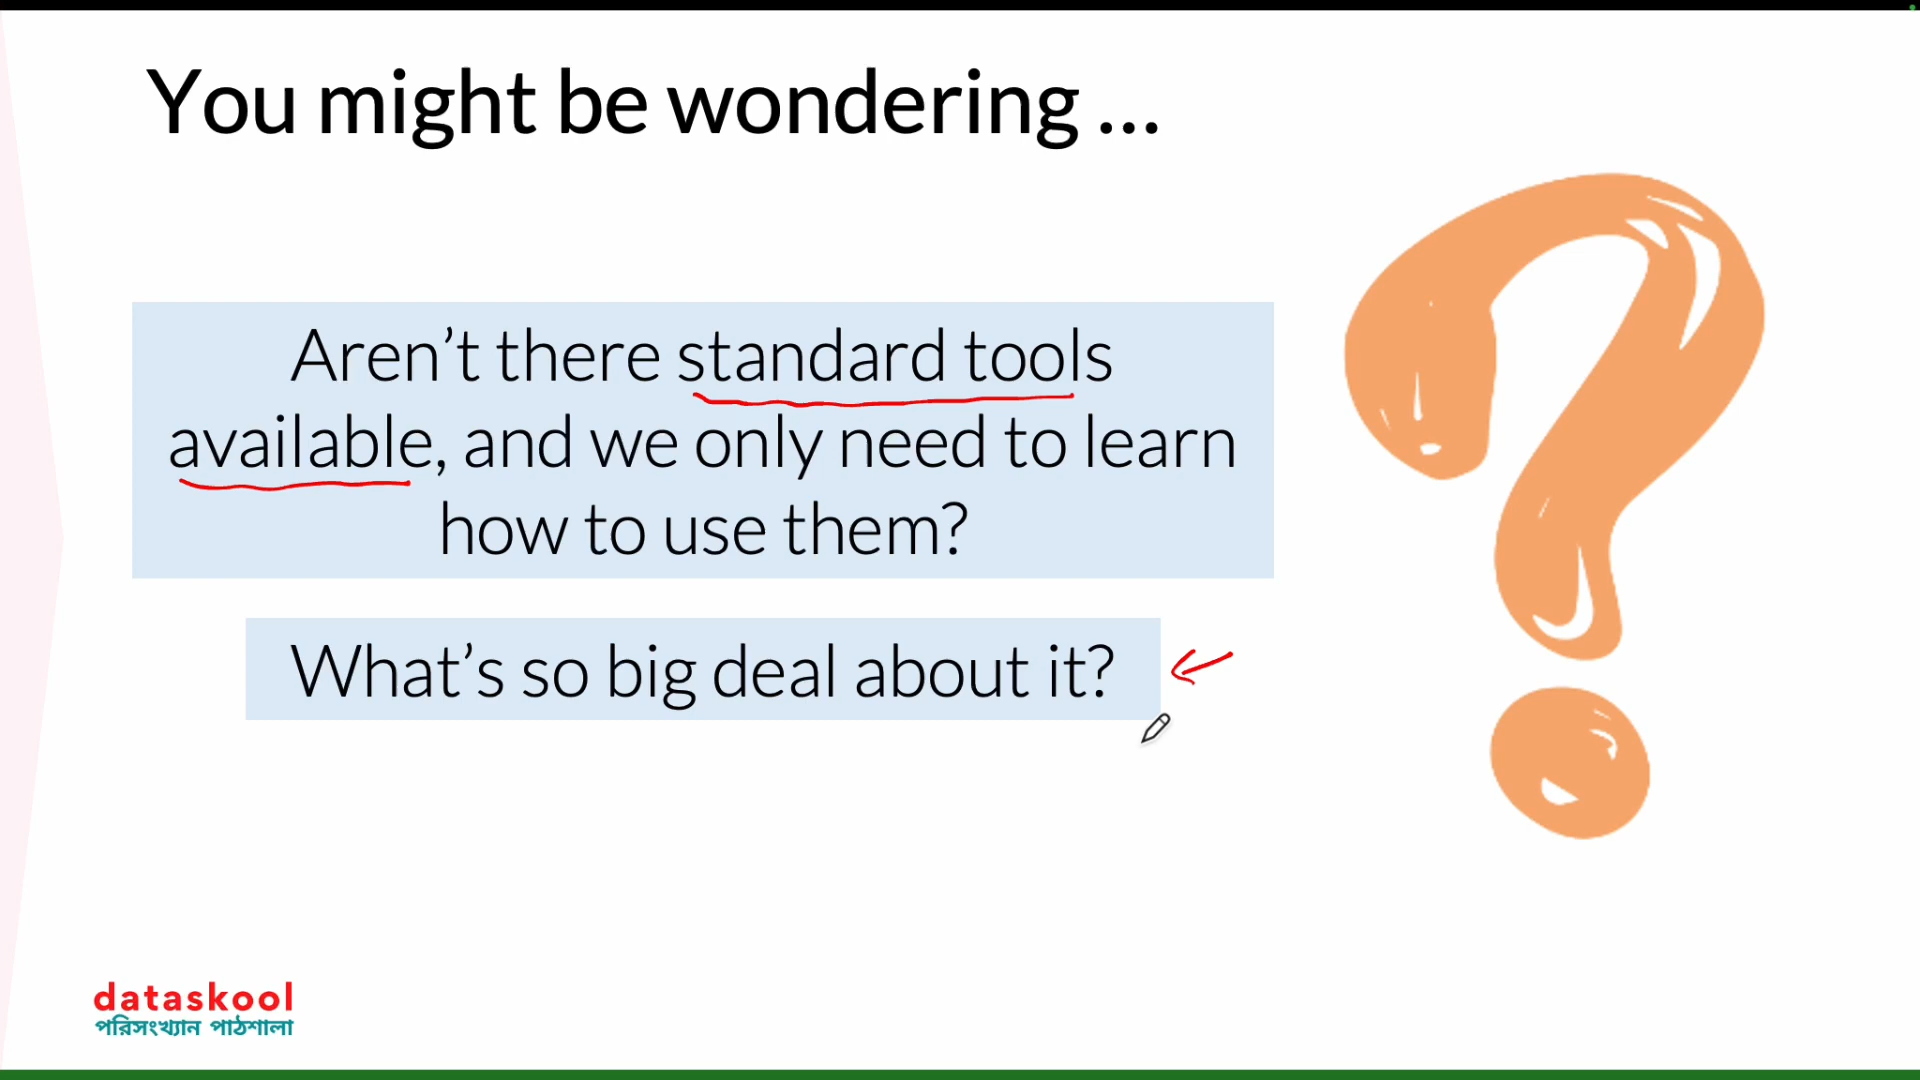 You might be wondering ...
Aren’t there standard tools
available, and we only need to learn
how to use them?
What’s so big deal about it?
dataskool
পরিসংখ্যান পাঠশালা